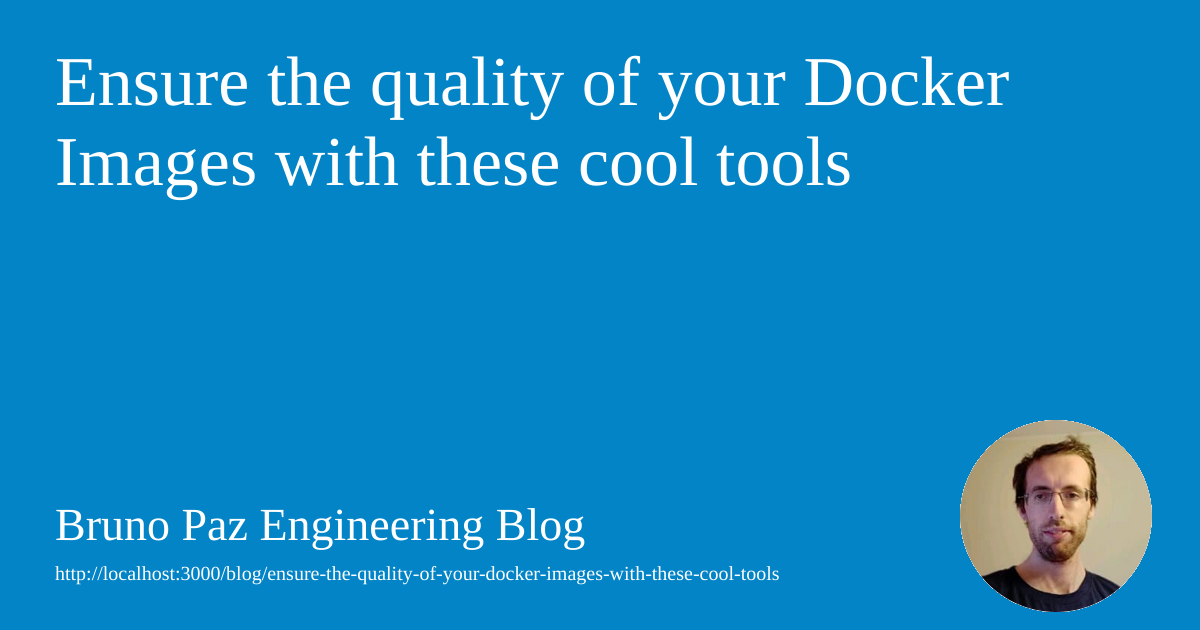 Ensure the quality of your Docker
Images with these cool tools
Bruno Paz Engineering Blog
http://localhost:3000/blog/ensure-the-quality-of-your-docker-images-with-these-cool-tools